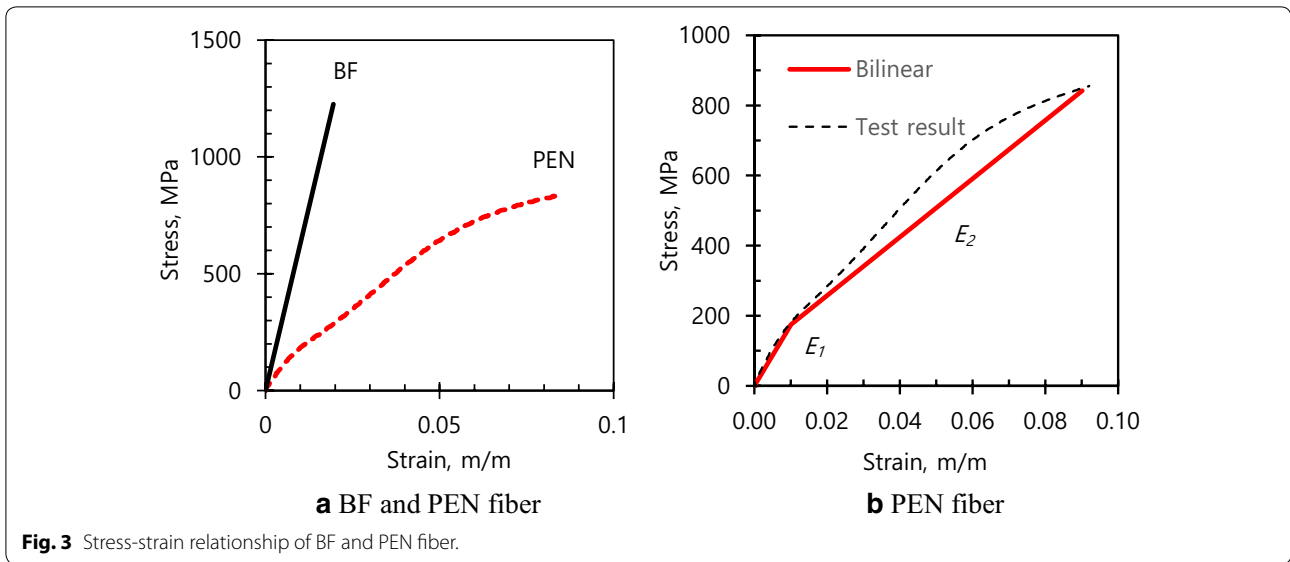 1500
1000
500
0
Stress, MPa
BF
PEN
0
0.05
0.1
Strain, m/m
a BF and PEN fiber
1000
800
600
400
200
0
Stress, MPa
Bilinear
Test result
E2
E1
0.00
0.02
0.04
0.06
0.08
0.10
Strain, m/m
b PEN fiber
Fig. 3 Stress-strain relationship of BF and PEN fiber.